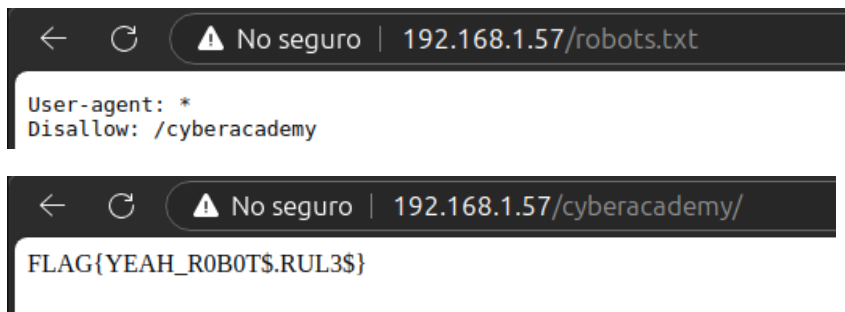 No seguro | 192.168.1.57/robots.txt
User-agent: *
Disallow: /cyberacademy
No seguro | 192.168.1.57/cyberacademy/
FLAG{YEAH_R0B0T$.RUL3$}